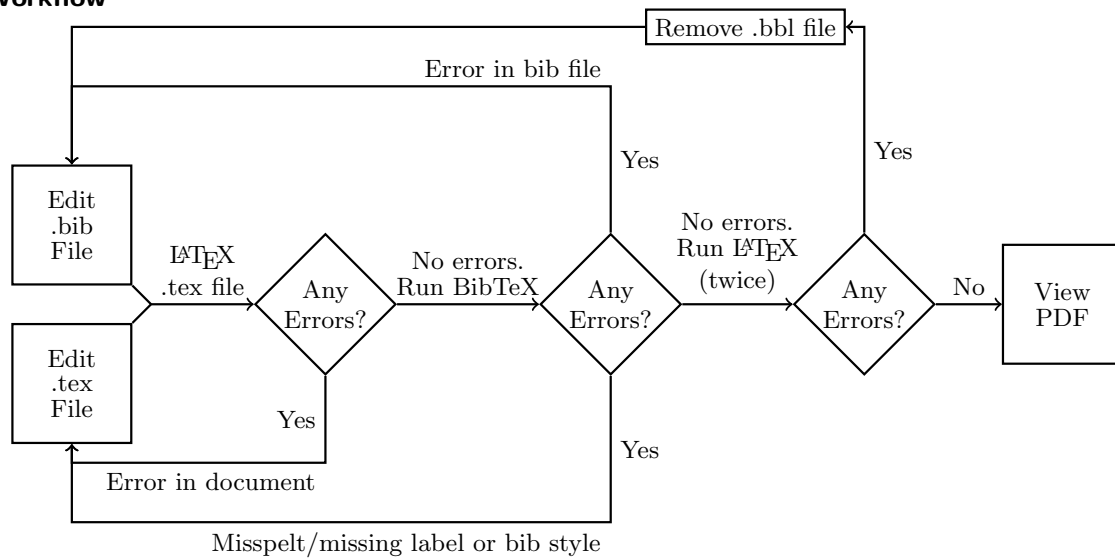 Workflow
Remove .bbl file
Error in bib file
Yes
Yes
Edit
.bib
File
LATEX
.tex file
Any
Errors?
No errors.
Run BibTeX
Any
Errors?
No errors.
Run LATEX
(twice)
Any
Errors?
No
View
PDF
Edit
.tex
File
Yes
Yes
Error in document
Misspelt/missing label or bib style